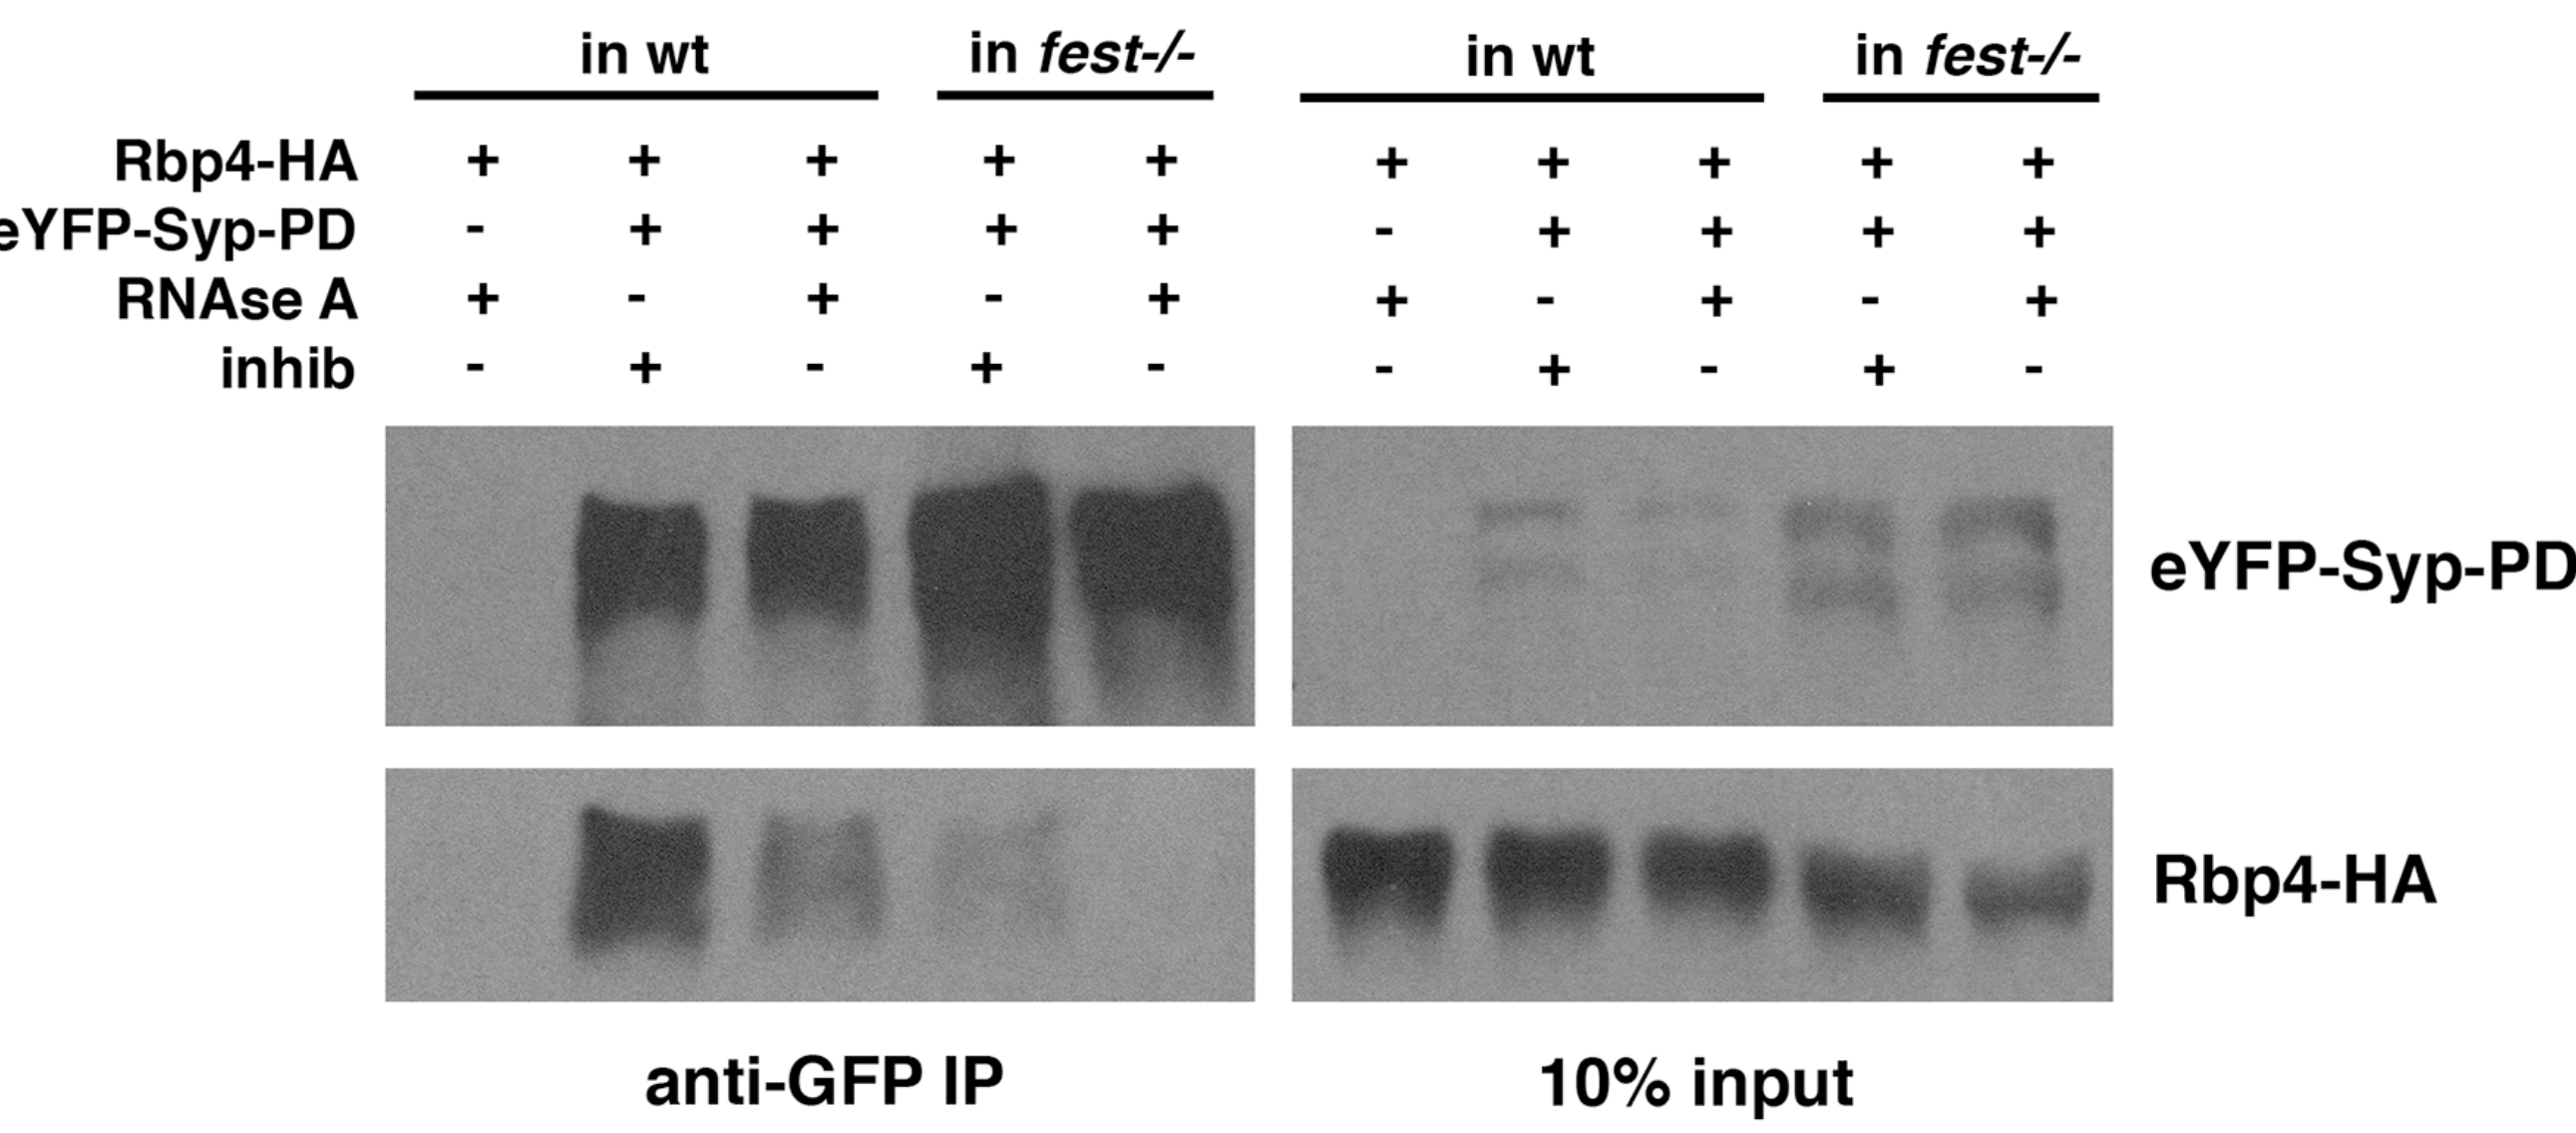 in wt in fest-/- in wt in fest-/-
Rbp4-HA + + + + + + + + + +
eYFP-Syp-PD - + + + + - + + + +
RNAse A + - + - + + - + - +
inhib - + - + - - + - + -
eYFP-Syp-PD
Rbp4-HA
anti-GFP IP 10% input